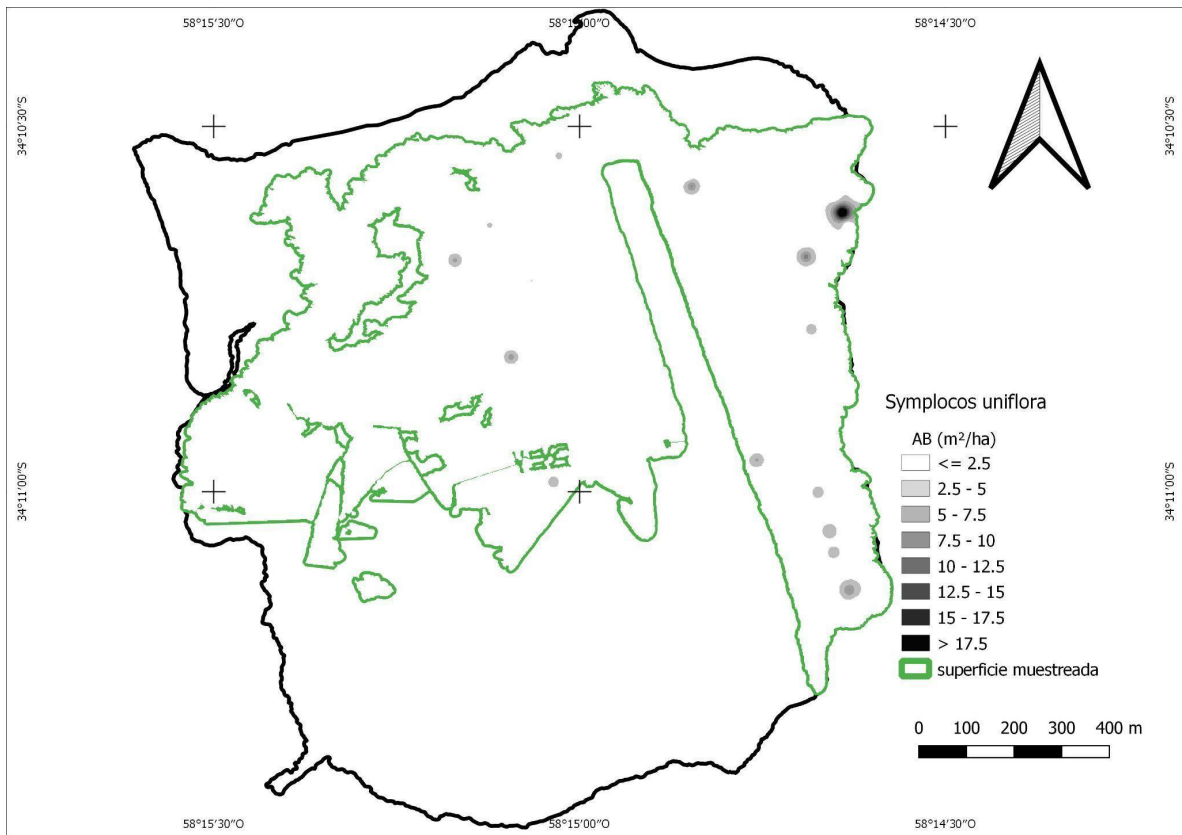 58°15'30"O
58°15'00"O
58°14'30"O
34°10'30"S
34°10'30"S
Symplocos uniflora
AB (m²/ha)
<= 2.5
2.5 - 5
5 - 7.5
7.5 - 10
10 - 12.5
12.5 - 15
15 - 17.5
> 17.5
superficie muestreada
34°11'00"S
34°11'00"S
0 100 200 300 400 m
58°15'30"O
58°15'00"O
58°14'30"O